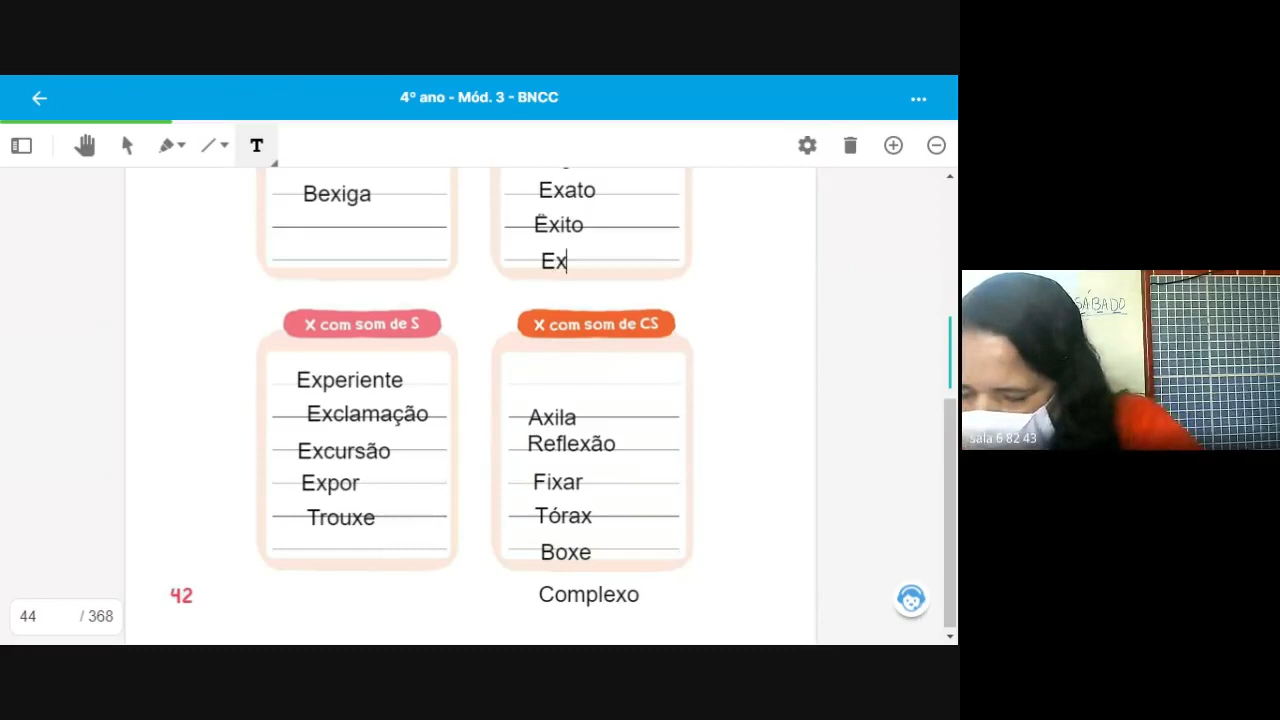 4º ano - Mód. 3 - BNCC
T
Bexiga
Exato
Ëxito
Ex
X com som de S
Experiente
Exclamação
Excursão
Expor
Trouxe
X com som de CS
Axila
Reflexão
Fixar
Tórax
Boxe
Complexo
42
44 / 368
SÁBADO
sala 6 82 43